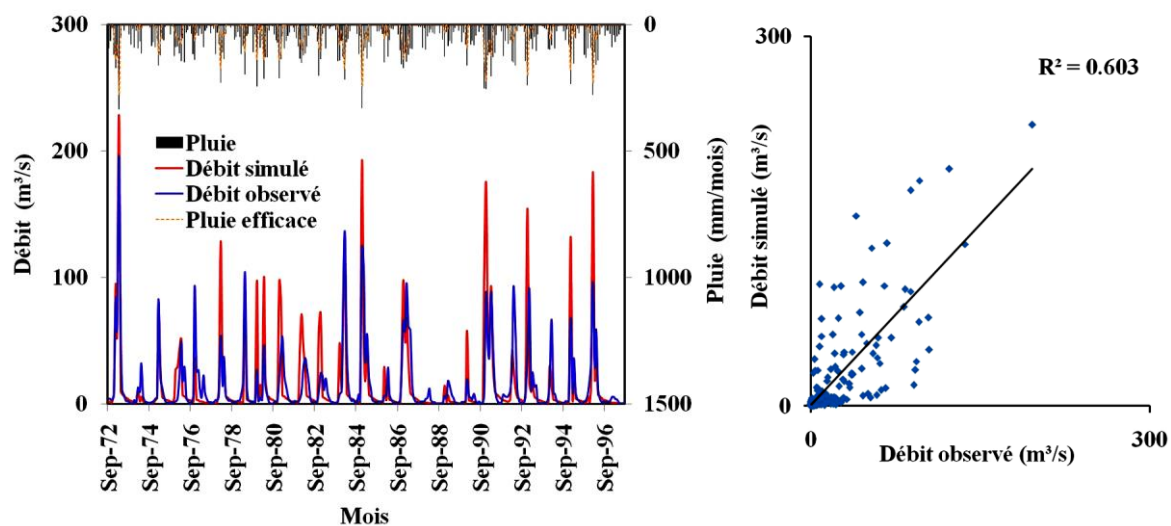 300
200
100
0
Débit (m³/s)
Pluie
Débit simulé
Débit observé
Pluie efficace
0
500
1000
1500
Pluie (mm/mois)
Sep-72
Sep-74
Sep-76
Sep-78
Sep-80
Sep-82
Sep-84
Sep-86
Sep-88
Sep-90
Sep-92
Sep-94
Sep-96
Mois
300
0
Débit simulé (m³/s)
R² = 0.603
0
300
Débit observé (m³/s)